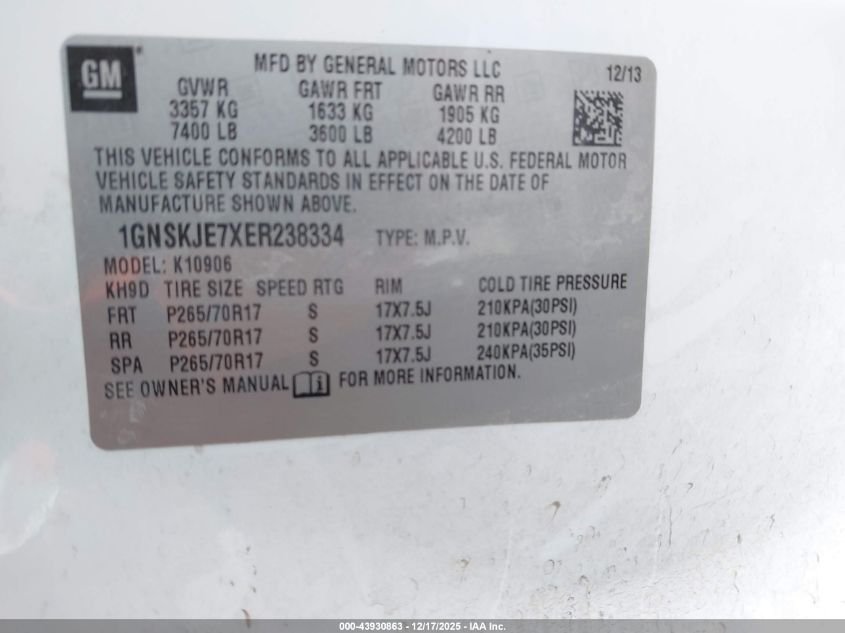 GM
MFD BY GENERAL MOTORS LLC 12/13
GVWR GAWR FRT GAWR RR
3357 KG 1633 KG 1905 KG
7400 LB 3600 LB 4200 LB
THIS VEHICLE CONFORMS TO ALL APPLICABLE U.S. FEDERAL MOTOR
VEHICLE SAFETY STANDARDS IN EFFECT ON THE DATE OF
MANUFACTURE SHOWN ABOVE.
1GNSKJE7XER238334 TYPE: M.P.V.
MODEL: K10906
KH9D TIRE SIZE SPEED RTG RIM COLD TIRE PRESSURE
FRT P265/70R17 S 17X7.5J 210KPA(30PSI)
RR P265/70R17 S 17X7.5J 210KPA(30PSI)
SPA P265/70R17 S 17X7.5J 240KPA(35PSI)
SEE OWNER'S MANUAL FOR MORE INFORMATION.
000-43930863 - 12/17/2025 - IAA Inc.